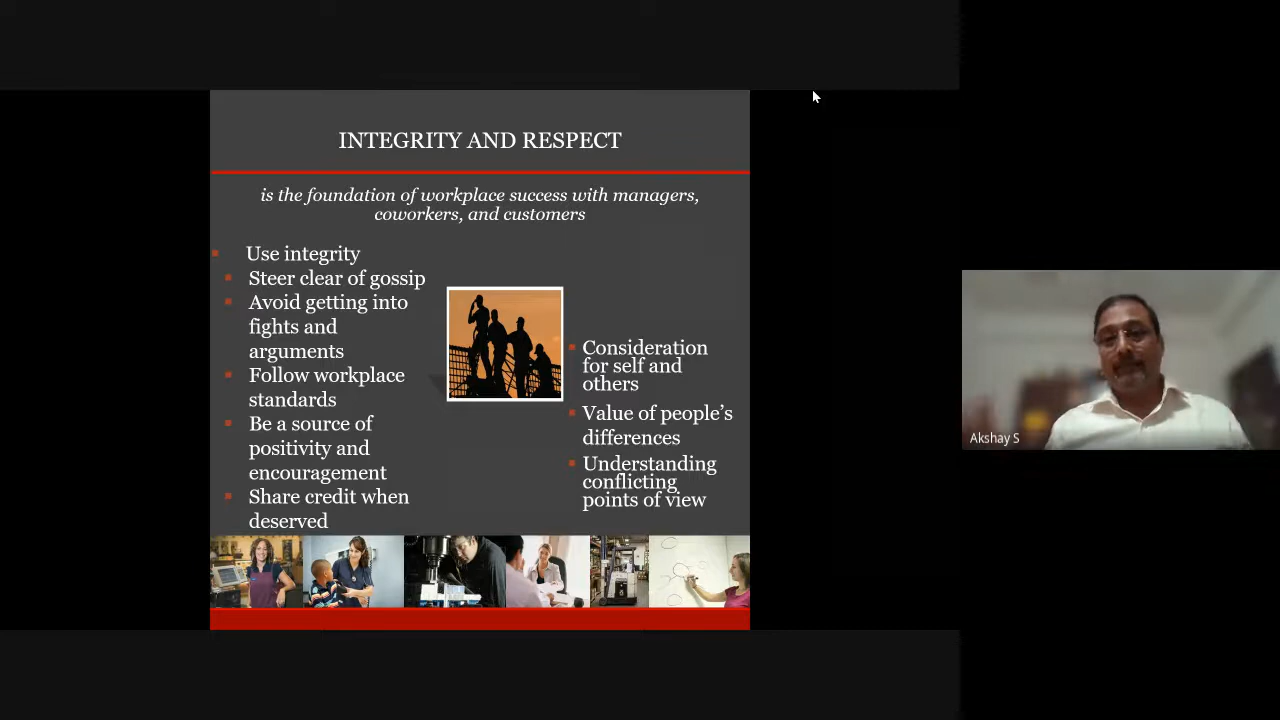 INTEGRITY AND RESPECT
is the foundation of workplace success with managers,
coworkers, and customers
Use integrity
Steer clear of gossip
Avoid getting into
fights and
arguments
Follow workplace
standards
Be a source of
positivity and
encouragement
Share credit when
deserved
Consideration
for self and
others
Value of people’s
differences
Understanding
conflicting
points of view
Akshay S